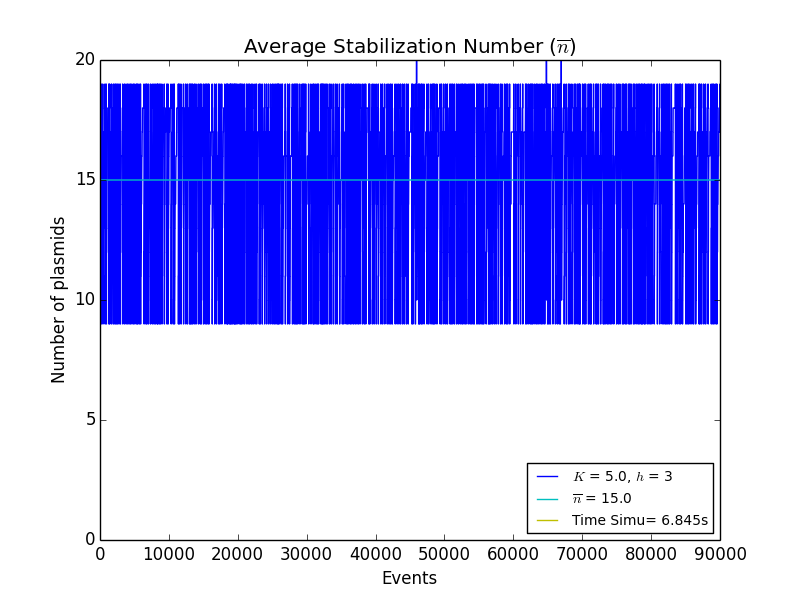 Average Stabilization Number (n̅)
20
15
10
5
0
Number of plasmids
0 10000 20000 30000 40000 50000 60000 70000 80000 90000
Events
K = 5.0, h = 3
n̅ = 15.0
Time Simu= 6.845s